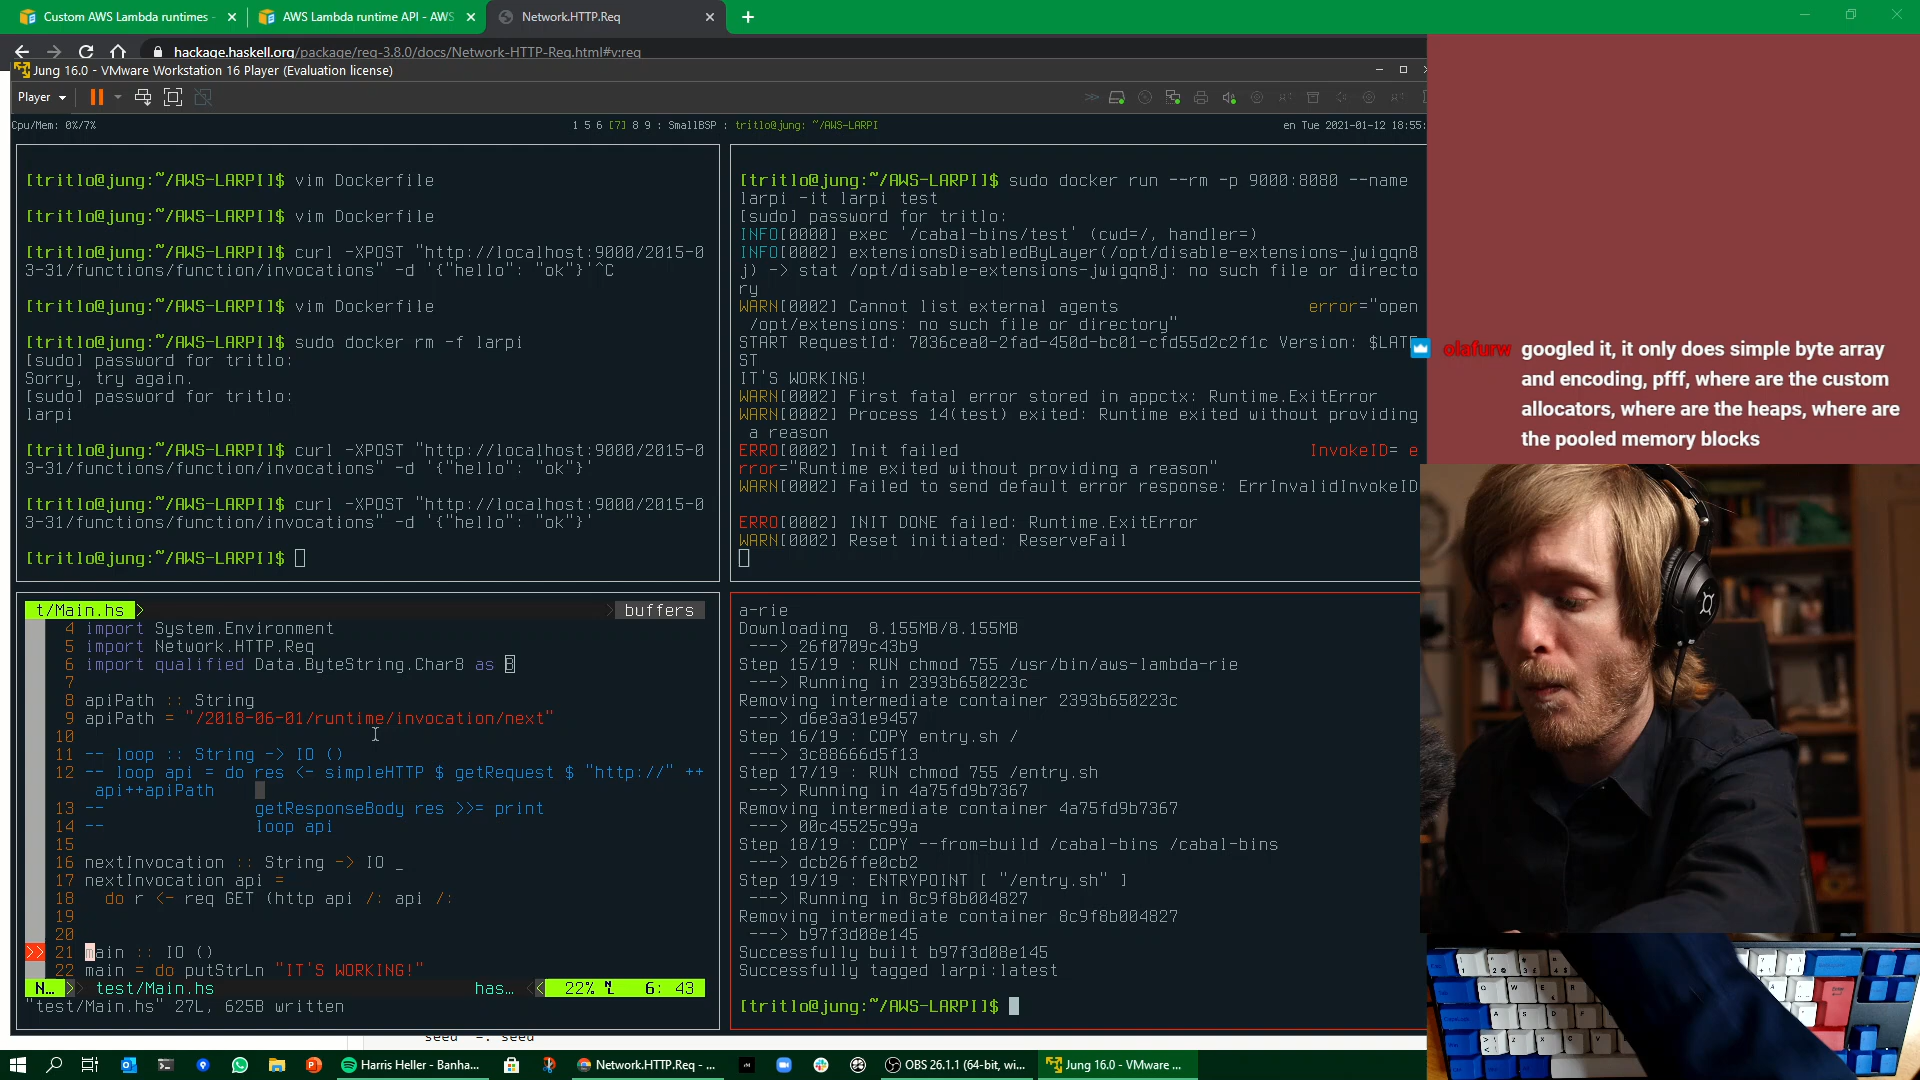 Custom AWS Lambda runtimes -
AWS Lambda runtime API - AWS
Network.HTTP.Req
hackage.haskell.org/package/req-3.8.0/docs/Network-HTTP-Req.html#v:req
Jung 16.0 - VMware Workstation 16 Player (Evaluation license)
Player
Cpu/Mem: 0%/7%
1 5 6 [7] 8 9 : SmallBSP : tritlo@jung: ~/AWS-LARPI
en Tue 2021-01-12 18:55:
[tritlo@jung:~/AWS-LARPI]$ vim Dockerfile
[tritlo@jung:~/AWS-LARPI]$ vim Dockerfile
[tritlo@jung:~/AWS-LARPI]$ curl -XPOST "http://localhost:9000/2015-0
3-31/functions/function/invocations" -d '{"hello": "ok"}'^C
[tritlo@jung:~/AWS-LARPI]$ vim Dockerfile
[tritlo@jung:~/AWS-LARPI]$ sudo docker rm -f larpi
[sudo] password for tritlo:
Sorry, try again.
[sudo] password for tritlo:
larpi
[tritlo@jung:~/AWS-LARPI]$ curl -XPOST "http://localhost:9000/2015-0
3-31/functions/function/invocations" -d '{"hello": "ok"}'
[tritlo@jung:~/AWS-LARPI]$ curl -XPOST "http://localhost:9000/2015-0
3-31/functions/function/invocations" -d '{"hello": "ok"}'
[tritlo@jung:~/AWS-LARPI]$
[tritlo@jung:~/AWS-LARPI]$ sudo docker run --rm -p 9000:8080 --name
larpi -it larpi test
[sudo] password for tritlo:
INFO[0000] exec '/cabal-bins/test' (cwd=/, handler=)
INFO[0002] extensionsDisabledByLayer(/opt/disable-extensions-jwigqn8
j) -> stat /opt/disable-extensions-jwigqn8j: no such file or directo
ry
WARN[0002] Cannot list external agents error="open
/opt/extensions: no such file or directory"
START RequestId: 7036cea0-2fad-450d-bc01-cfd55d2c2f1c Version: $LATE
ST
IT'S WORKING!
WARN[0002] First fatal error stored in appctx: Runtime.ExitError
WARN[0002] Process 14(test) exited: Runtime exited without providing
a reason
ERRO[0002] Init failed InvokeID= e
rror="Runtime exited without providing a reason"
WARN[0002] Failed to send default error response: ErrInvalidInvokeID
ERRO[0002] INIT DONE failed: Runtime.ExitError
WARN[0002] Reset initiated: ReserveFail
olafurw googled it, it only does simple byte array
and encoding, pfff, where are the custom
allocators, where are the heaps, where are
the pooled memory blocks
t/Main.hs buffers
4 import System.Environment
5 import Network.HTTP.Req
6 import qualified Data.ByteString.Char8 as B
7
8 apiPath :: String
9 apiPath = "/2018-06-01/runtime/invocation/next"
10
11 -- loop :: String -> IO ()
12 -- loop api = do res <- simpleHTTP $ getRequest $ "http://" ++
api++apiPath
13 -- getResponseBody res >>= print
14 -- loop api
15
16 nextInvocation :: String -> IO _
17 nextInvocation api =
18 do r <- req GET (http api /: api /:
19
20
>> 21 main :: IO ()
22 main = do putStrLn "IT'S WORKING!"
N... test/Main.hs has... 22% 6: 43
"test/Main.hs" 27L, 625B written
a-rie
Downloading 8.155MB/8.155MB
---> 26f0709c43b9
Step 15/19 : RUN chmod 755 /usr/bin/aws-lambda-rie
---> Running in 2393b650223c
Removing intermediate container 2393b650223c
---> d6e3a31e9457
Step 16/19 : COPY entry.sh /
---> 3c88666d5f13
Step 17/19 : RUN chmod 755 /entry.sh
---> Running in 4a75fd9b7367
Removing intermediate container 4a75fd9b7367
---> 00c45525c99a
Step 18/19 : COPY --from=build /cabal-bins /cabal-bins
---> dcb26ffe0cb2
Step 19/19 : ENTRYPOINT [ "/entry.sh" ]
---> Running in 8c9f8b004827
Removing intermediate container 8c9f8b004827
---> b97f3d08e145
Successfully built b97f3d08e145
Successfully tagged larpi:latest
[tritlo@jung:~/AWS-LARPI]$
seed -: seed
Harris Heller - Banha...
Network.HTTP.Req - ...
OBS 26.1.1 (64-bit, wi...
Jung 16.0 - VMware ...